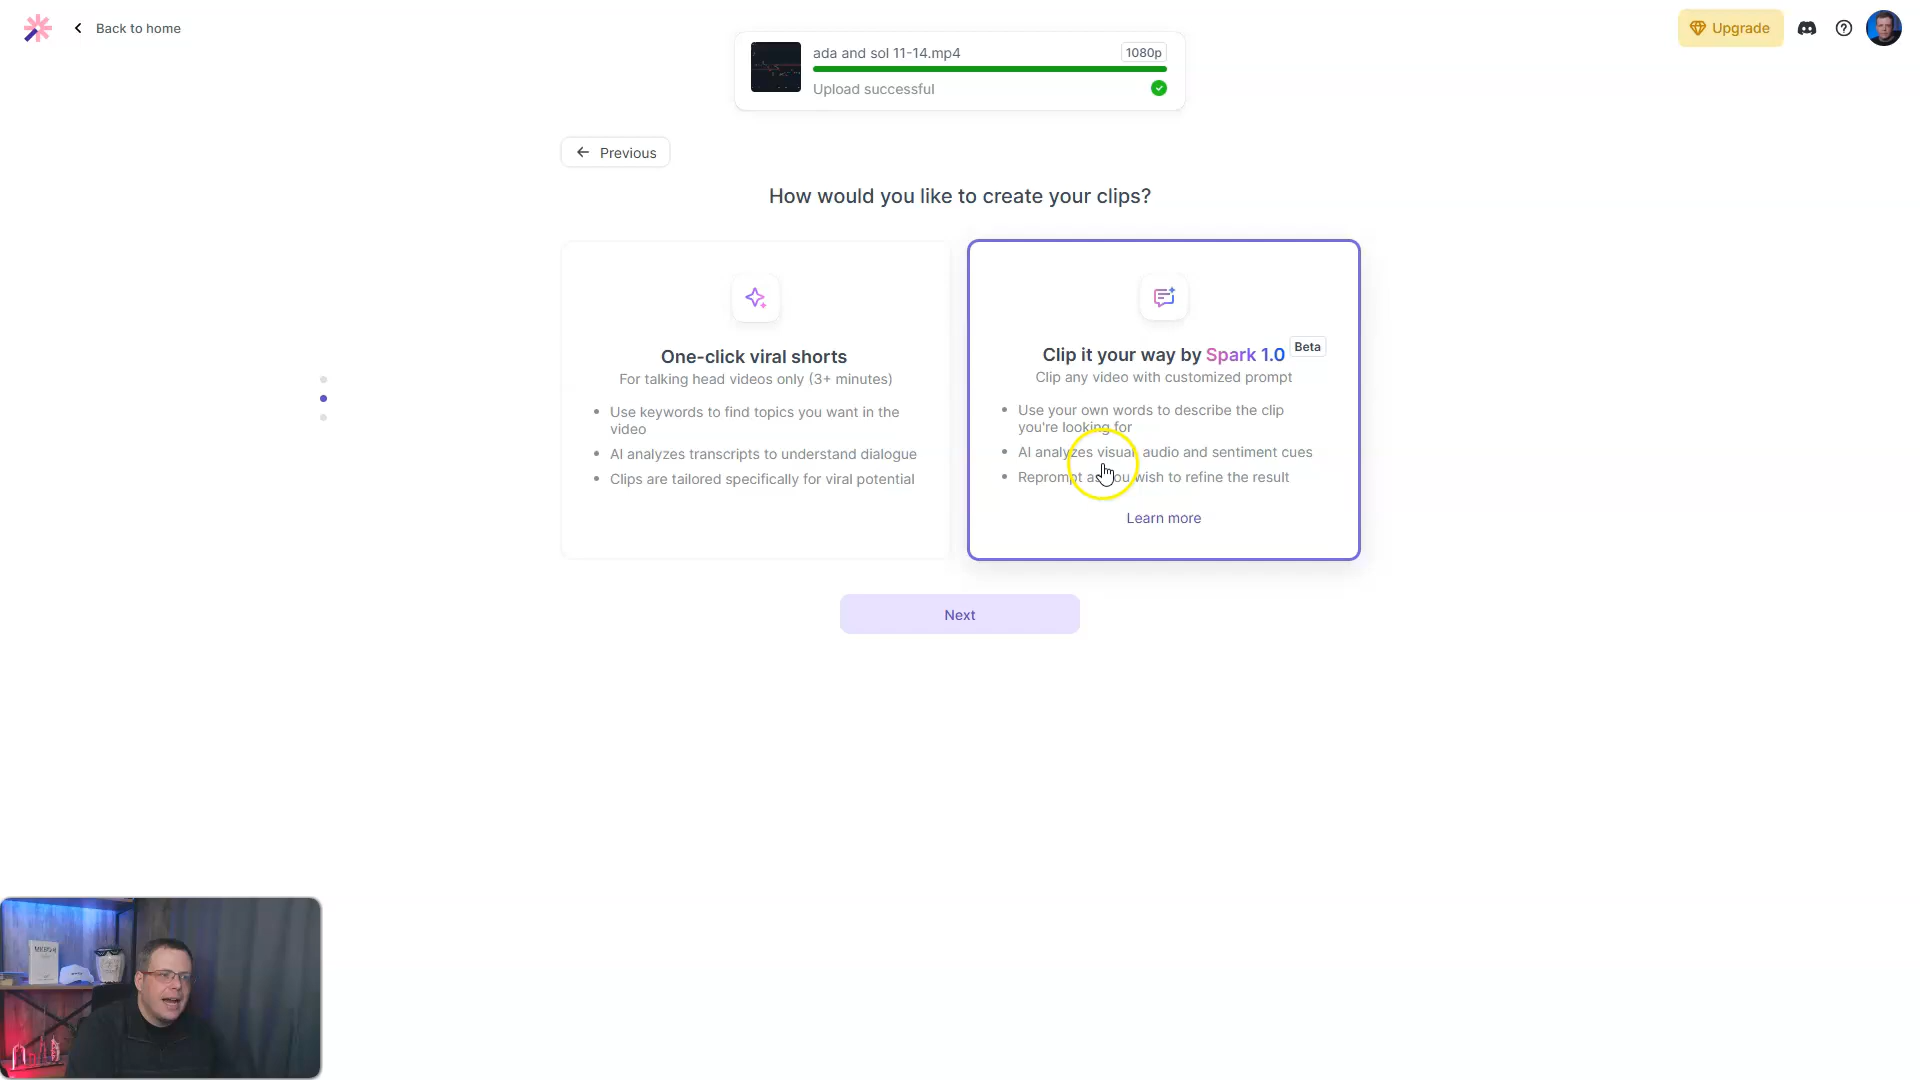 Back to home
Upgrade
ada and sol 11-14.mp4
1080p
Upload successful
Previous
How would you like to create your clips?
One-click viral shorts
For talking head videos only (3+ minutes)
• Use keywords to find topics you want in the
video
• AI analyzes transcripts to understand dialogue
• Clips are tailored specifically for viral potential
Clip it your way by Spark 1.0 Beta
Clip any video with customized prompt
• Use your own words to describe the clip
you're looking for
• AI analyzes visual, audio and sentiment cues
• Reprompt as you wish to refine the result
Learn more
Next